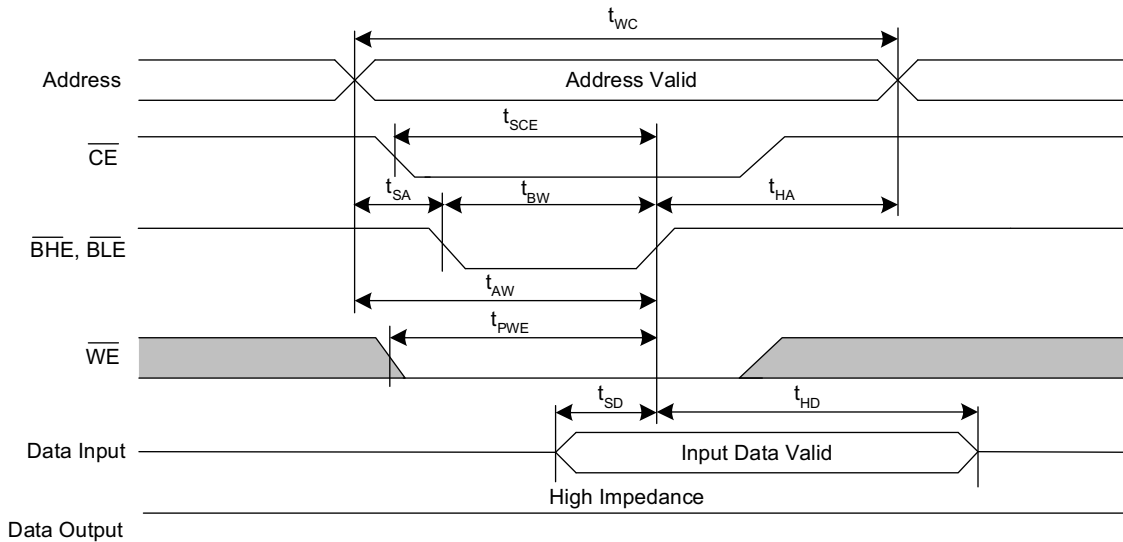 tWC
Address
Address Valid
tSCE
CE
tSA
tBW
tHA
BHE, BLE
tAW
tPWE
WE
tSD
tHD
Data Input
Input Data Valid
High Impedance
Data Output